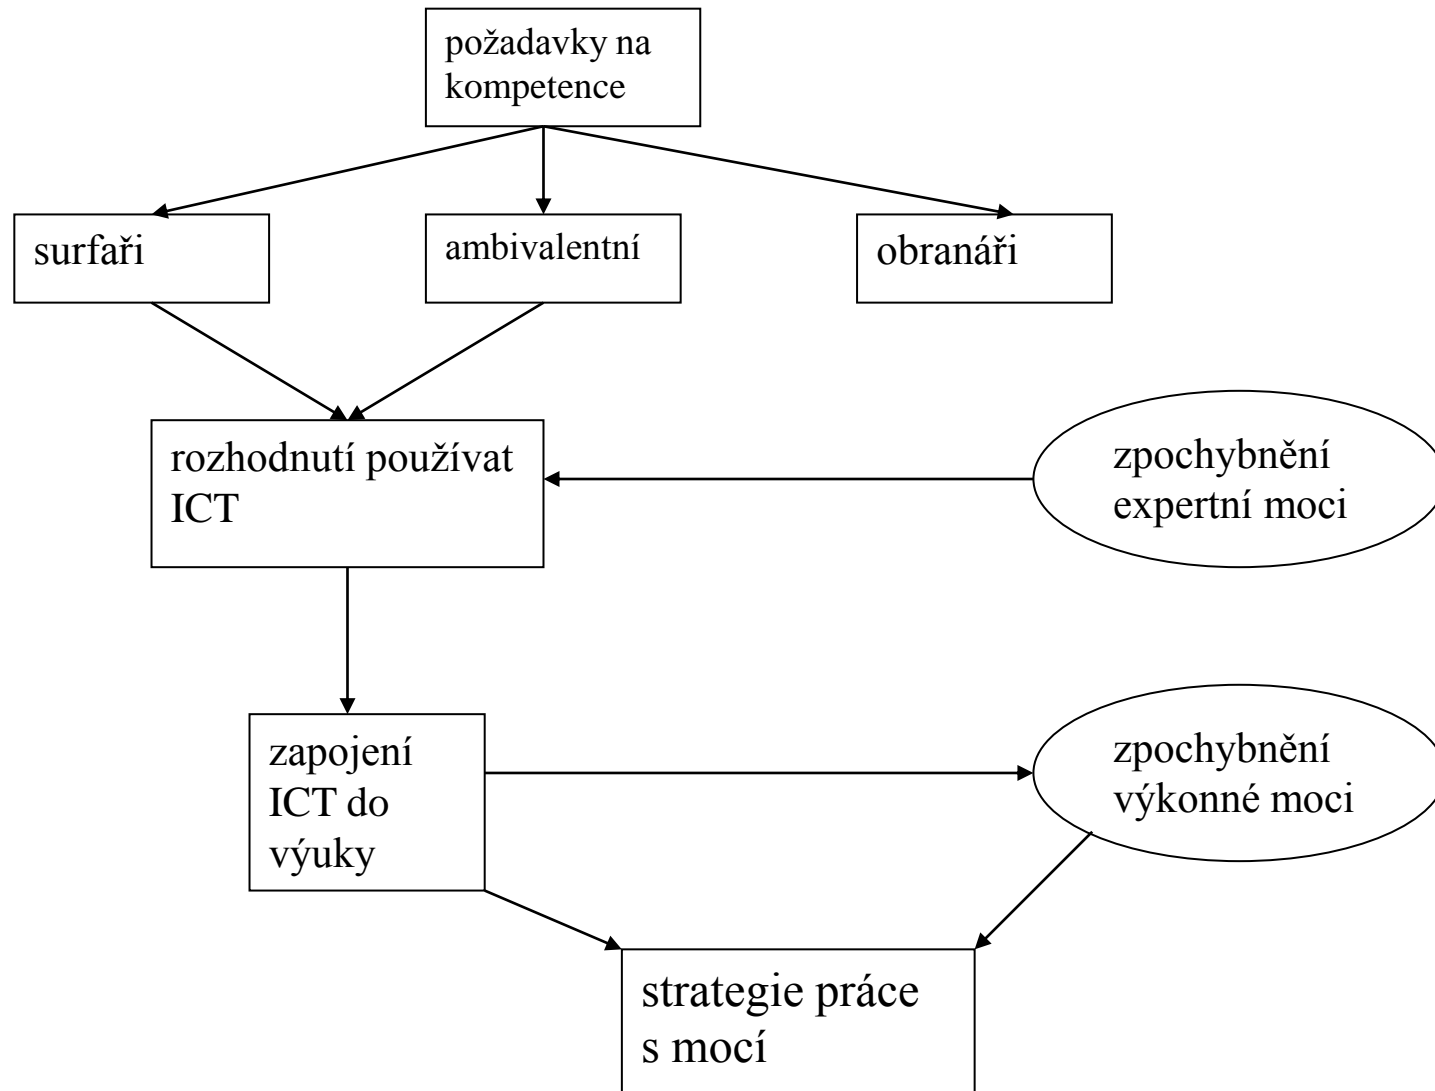 požadavky na
kompetence
surfaři
ambivalentní
obranáři
rozhodnutí používat
ICT
zpochybnění
expertní moci
zapojení
ICT do
výuky
zpochybnění
výkonné moci
strategie práce
s mocí